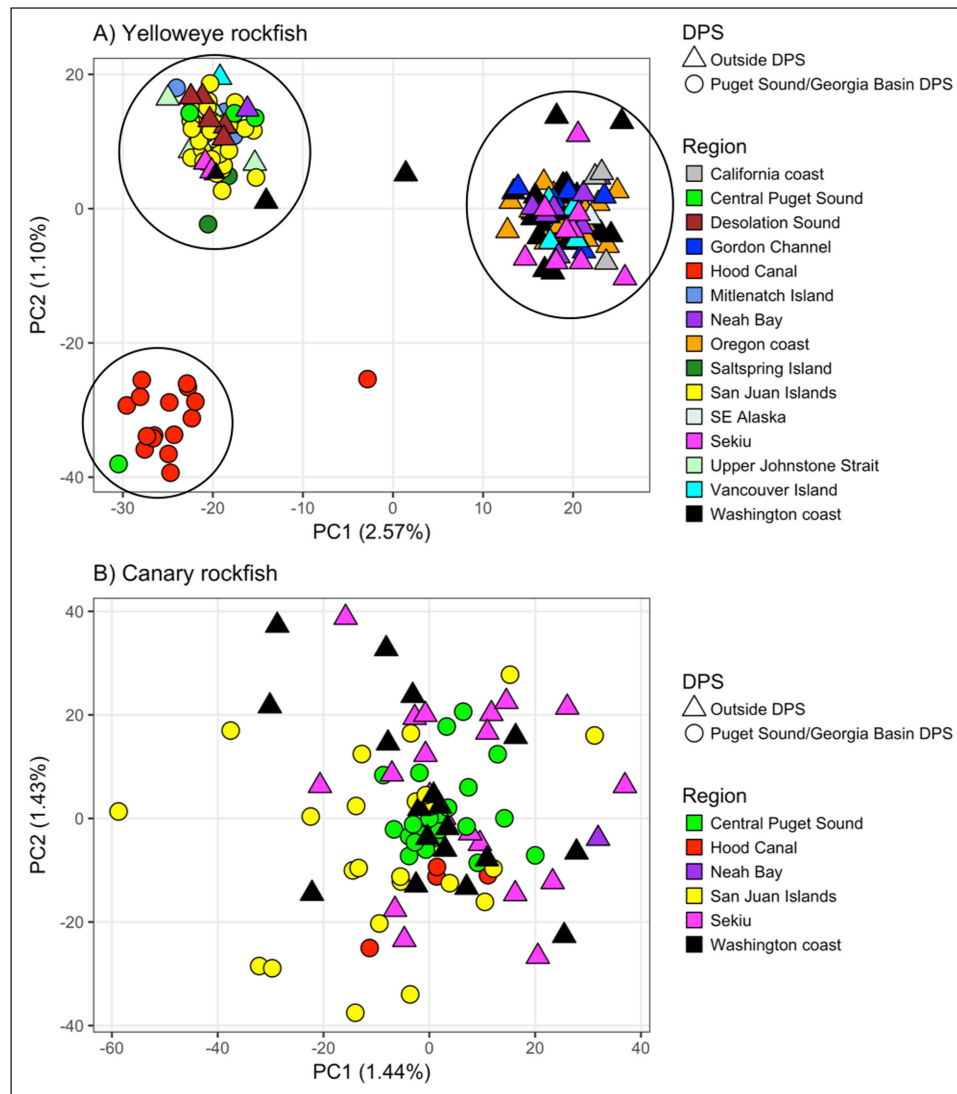 A) Yelloweye rockfish
20
0
-20
-40
PC2 (1.10%)
-30
-20
-10
0
10
20
PC1 (2.57%)
DPS
Outside DPS
Puget Sound/Georgia Basin DPS
Region
California coast
Central Puget Sound
Desolation Sound
Gordon Channel
Hood Canal
Mitlenatch Island
Neah Bay
Oregon coast
Saltspring Island
San Juan Islands
SE Alaska
Sekiu
Upper Johnstone Strait
Vancouver Island
Washington coast
B) Canary rockfish
40
20
0
-20
-40
PC2 (1.43%)
-60
-40
-20
0
20
40
PC1 (1.44%)
DPS
Outside DPS
Puget Sound/Georgia Basin DPS
Region
Central Puget Sound
Hood Canal
Neah Bay
San Juan Islands
Sekiu
Washington coast